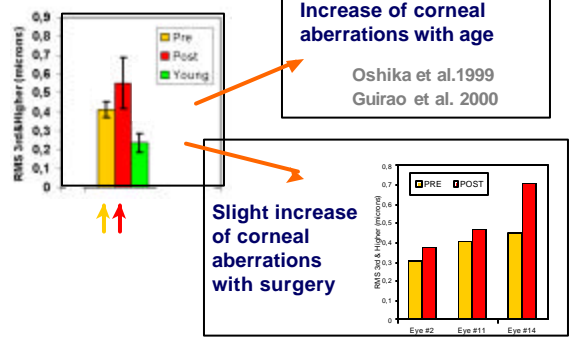 RMS 3rd&Higher (microns)
0,9
0,8
0,7
0,6
0,5
0,4
0,3
0,2
0,1
0
Pre
Post
Young
Increase of corneal
aberrations with age
Oshika et al.1999
Guirao et al. 2000
Slight increase
of corneal
aberrations
with surgery
RMS 3rd & Higher (microns)
0,8
0,7
0,6
0,5
0,4
0,3
0,2
0,1
0
PRE POST
Eye #2 Eye #11 Eye #14